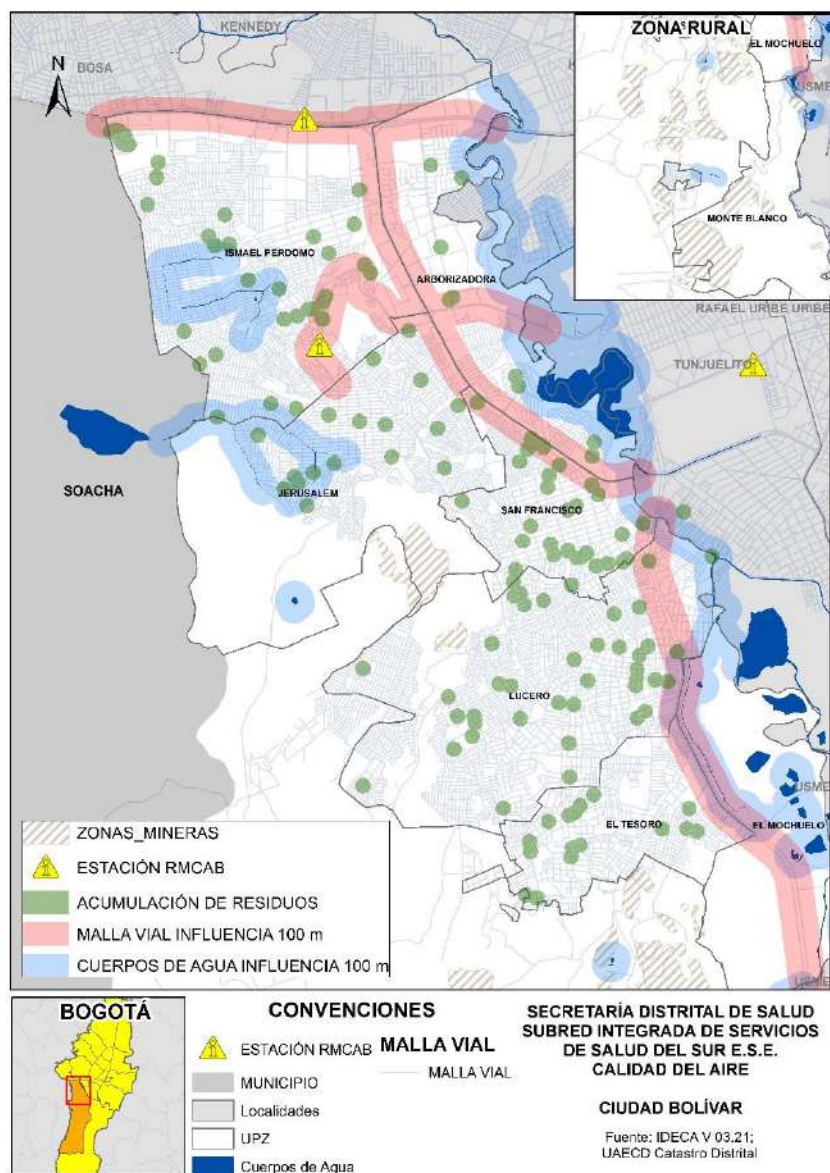 KENNEDY
BOSA
N
ZONA RURAL
EL MOCHUELO
USME
MONTE BLANCO
ISMAEL PERDOMO
ARBORIZADORA
RAFAEL URIBE URIBE
TUNJUELITO
SOACHA
JERUSALEM
SAN FRANCISCO
LUCERO
USME
EL TESORO
EL MOCHUELO
USME
ZONAS_MINERAS
ESTACIÓN RMCAB
ACUMULACIÓN DE RESIDUOS
MALLA VIAL INFLUENCIA 100 m
CUERPOS DE AGUA INFLUENCIA 100 m
BOGOTÁ
CONVENCIONES
ESTACIÓN RMCAB
MUNICIPIO
Localidades
UPZ
Cuerpos de Agua
MALLA VIAL
MALLA VIAL
SECRETARÍA DISTRITAL DE SALUD
SUBRED INTEGRADA DE SERVICIOS
DE SALUD DEL SUR E.S.E.
CALIDAD DEL AIRE
CIUDAD BOLÍVAR
Fuente: IDECA V 03.21;
UAECD Catastro Distrital